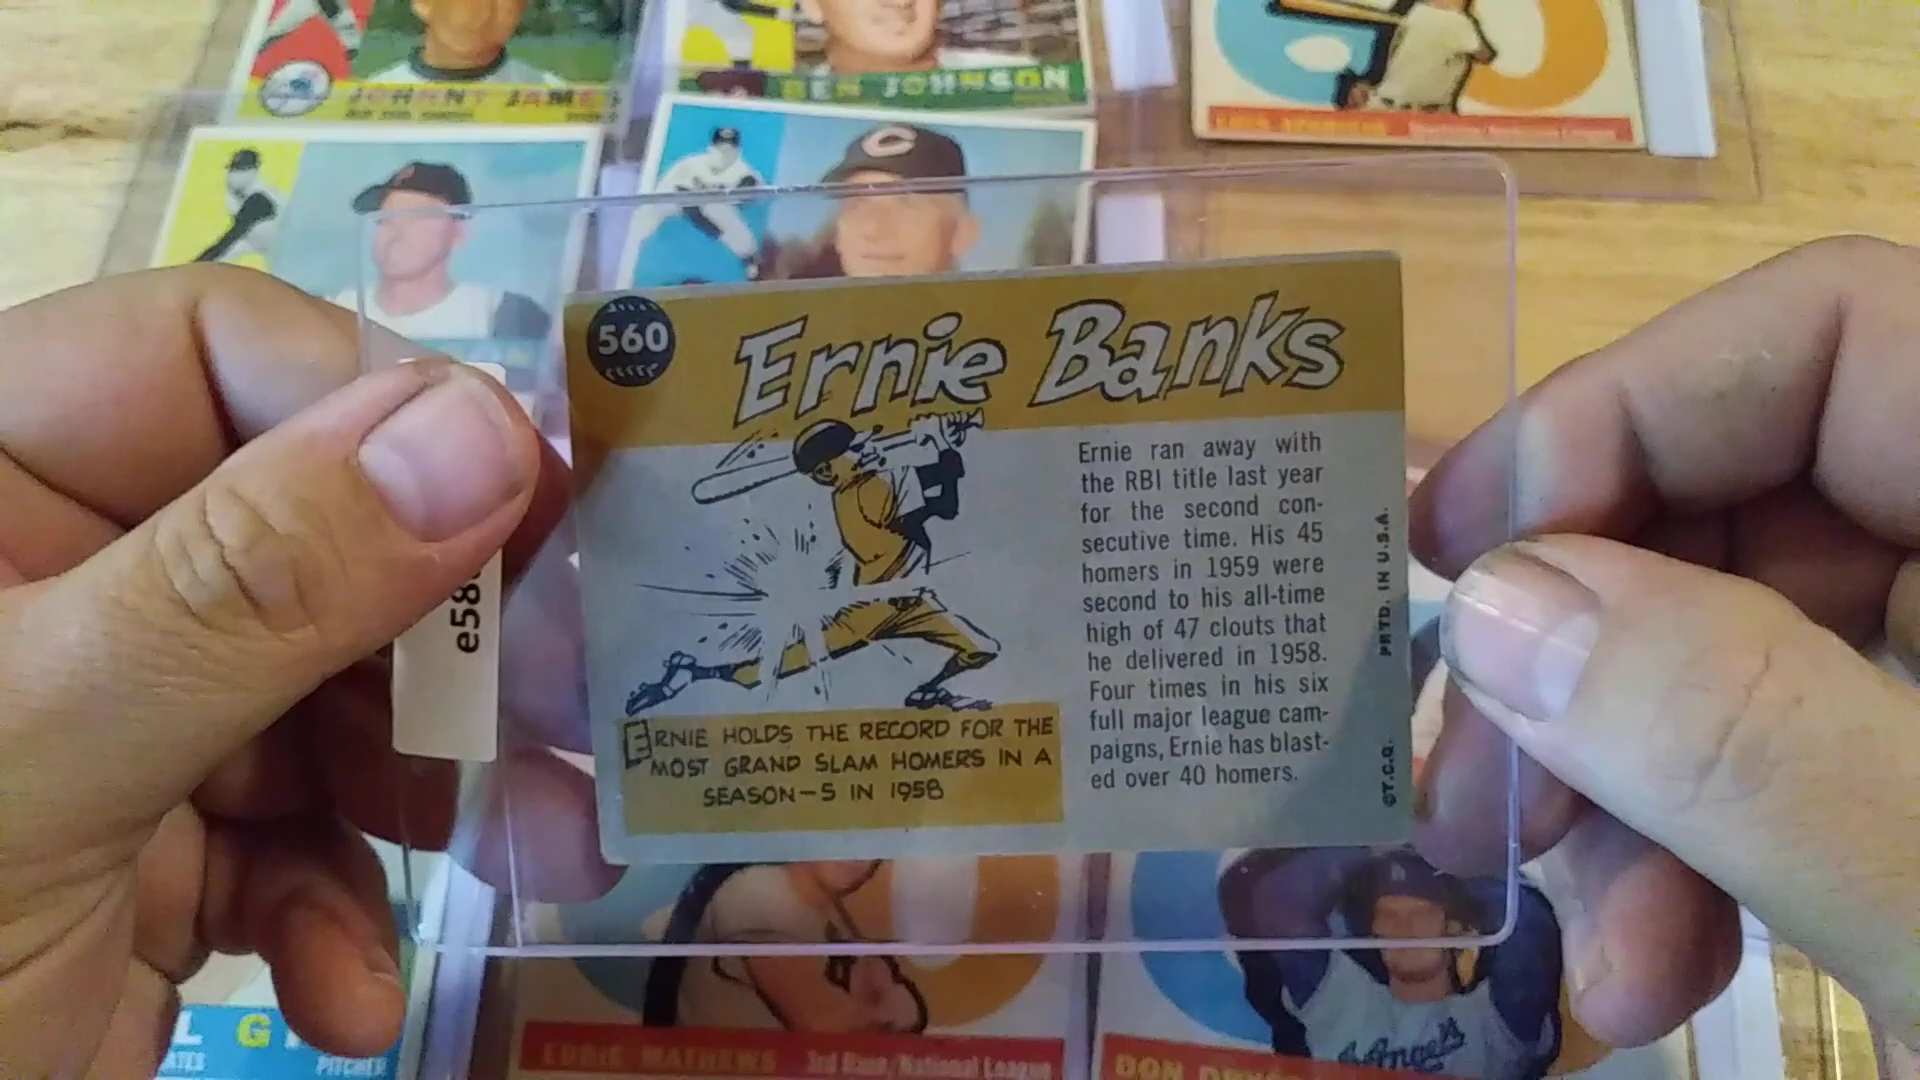 JOHNNY JAMES
BEN JOHNSON
560
Ernie Banks
Ernie ran away with
the RBI title last year
for the second con-
secutive time. His 45
homers in 1959 were
second to his all-time
high of 47 clouts that
he delivered in 1958.
Four times in his six
full major league cam-
paigns, Ernie has blast-
ed over 40 homers.
ERNIE HOLDS THE RECORD FOR THE
MOST GRAND SLAM HOMERS IN A
SEASON—5 IN 1958
©T.C.G. PRTD. IN U.S.A.
e58
EDDIE MATHEWS 3rd Base/National League
DON
PITCHER